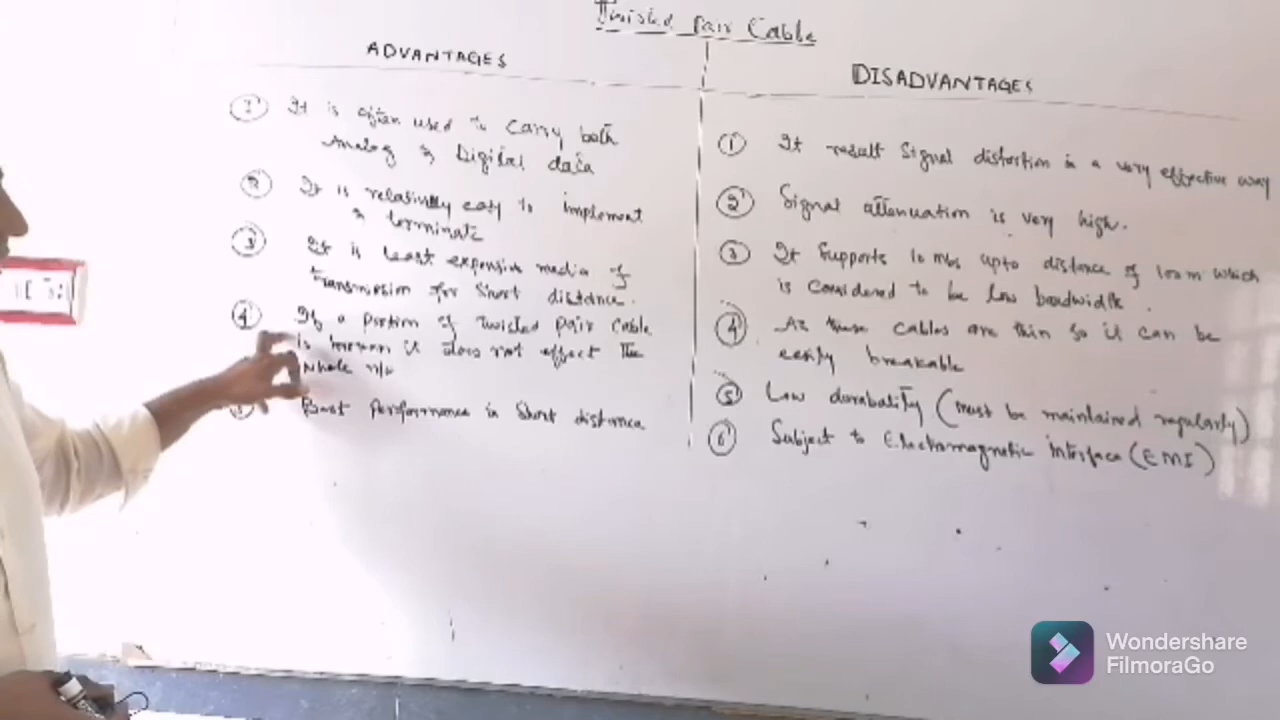 Twisted pair Cable
ADVANTAGES
1 It is often used to carry both
Analog & Digital data
2 It is relatively easy to implement
& terminate
3 It is least expensive media of
transmission for short distance.
4 If a portion of Twisted pair cable
is it does not effect the
whole n/w
Best performance in short distance
DISADVANTAGES
1 It result Signal distortion in a very effective way
2 Signal attenuation is very high.
3 It supports 10 mbs upto distance of 100 m which
is considered to be low bandwidth.
4 As these cables are thin so it can be
easily breakable
5 Low durabality (must be maintained regularly)
6 Subject to Electromagnetic Interface (EMI)
Wondershare
FilmoraGo